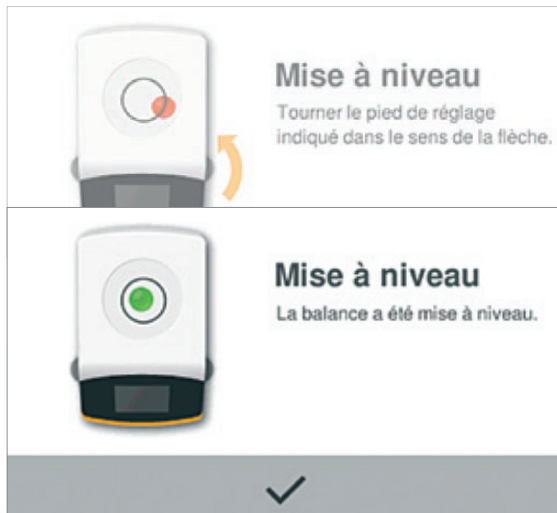 Mise à niveau
Tourner le pied de réglage
indiqué dans le sens de la flèche.
Mise à niveau
La balance a été mise à niveau.